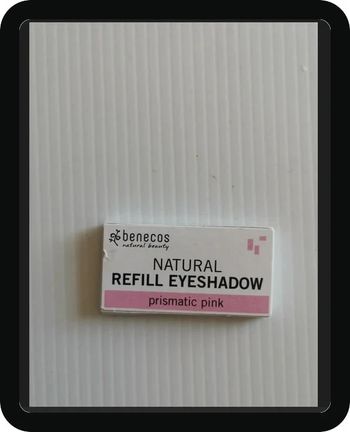 benecos
natural beauty
NATURAL
REFILL EYESHADOW
prismatic pink